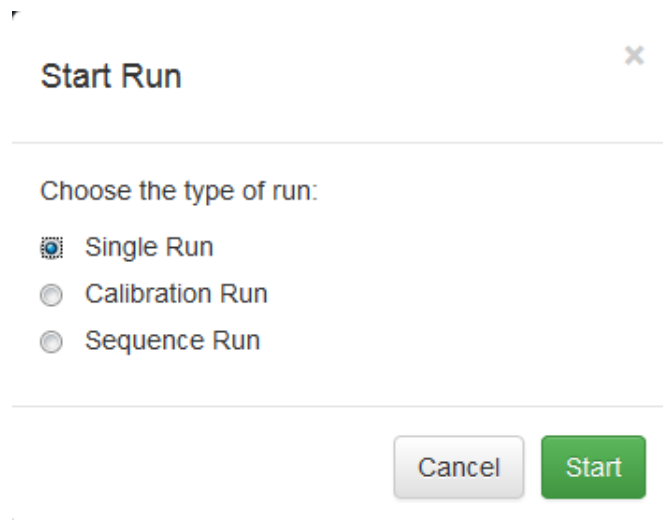 Start Run
×
Choose the type of run:
Single Run
Calibration Run
Sequence Run
Cancel
Start